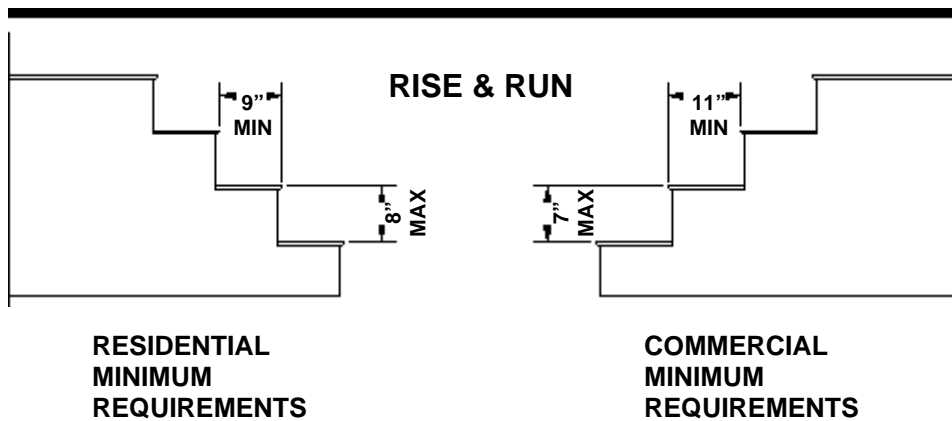 RISE & RUN
9”
MIN
8”
MAX
11”
MIN
7”
MAX
RESIDENTIAL
MINIMUM
REQUIREMENTS
COMMERCIAL
MINIMUM
REQUIREMENTS